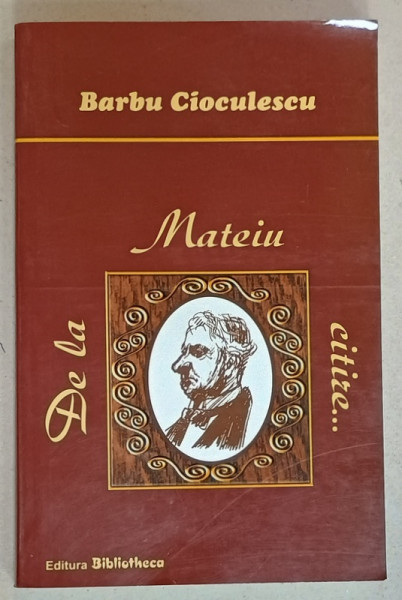 Barbu Cioculescu
De la
Mateiu
citire...
Editura Bibliotheca